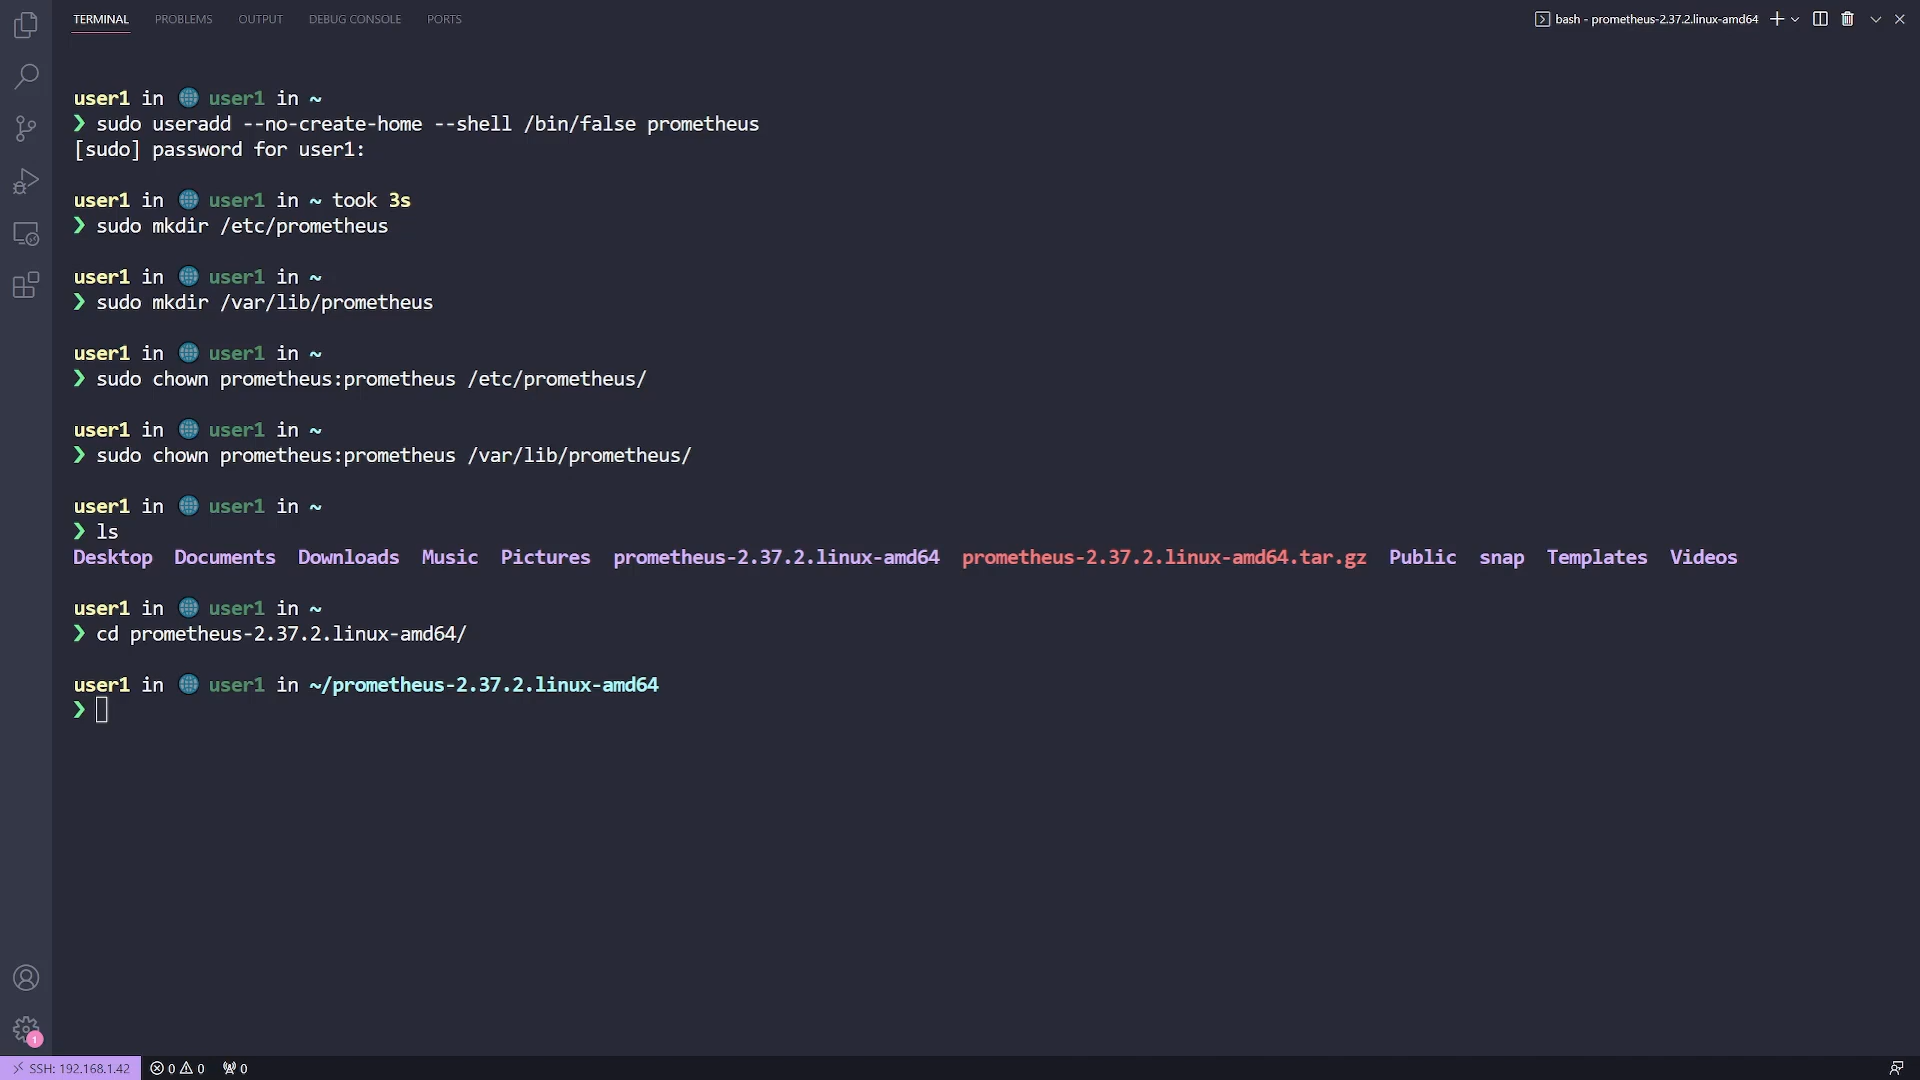 TERMINAL PROBLEMS OUTPUT DEBUG CONSOLE PORTS bash - prometheus-2.37.2.linux-amd64
user1 in user1 in ~
❯ sudo useradd --no-create-home --shell /bin/false prometheus
[sudo] password for user1:
user1 in user1 in ~ took 3s
❯ sudo mkdir /etc/prometheus
user1 in user1 in ~
❯ sudo mkdir /var/lib/prometheus
user1 in user1 in ~
❯ sudo chown prometheus:prometheus /etc/prometheus/
user1 in user1 in ~
❯ sudo chown prometheus:prometheus /var/lib/prometheus/
user1 in user1 in ~
❯ ls
Desktop Documents Downloads Music Pictures prometheus-2.37.2.linux-amd64 prometheus-2.37.2.linux-amd64.tar.gz Public snap Templates Videos
user1 in user1 in ~
❯ cd prometheus-2.37.2.linux-amd64/
user1 in user1 in ~/prometheus-2.37.2.linux-amd64
❯
1
SSH: 192.168.1.42 0 0 0